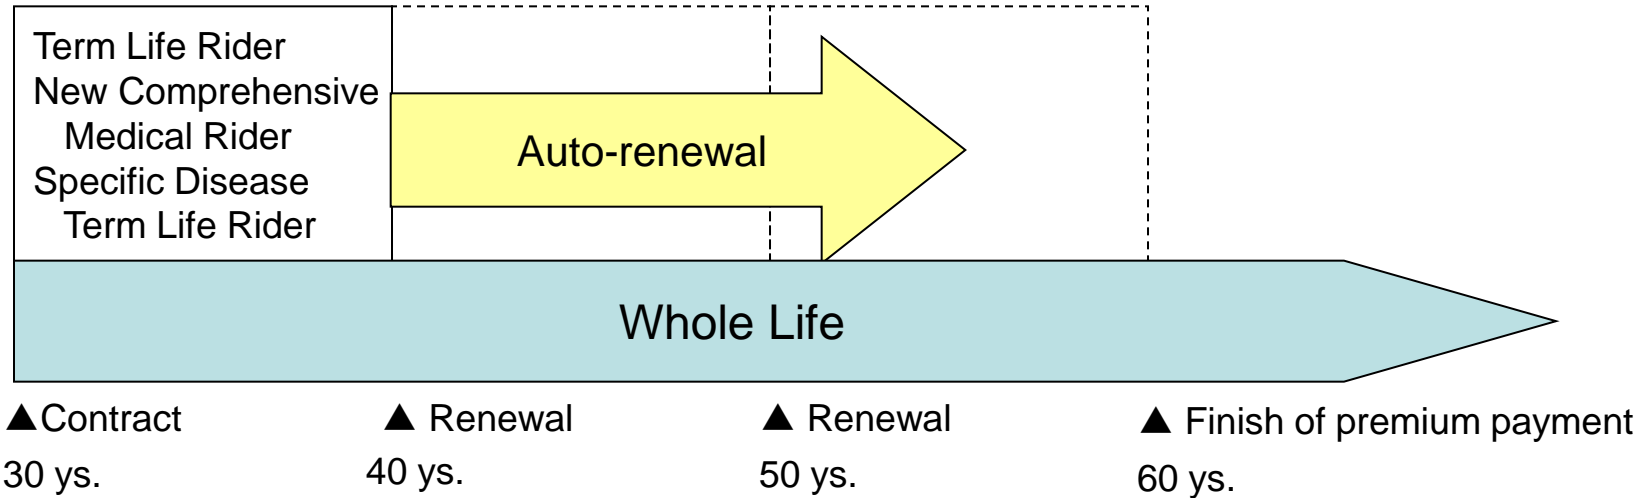 Term Life Rider
New Comprehensive
Medical Rider
Specific Disease
Term Life Rider
Auto-renewal
Whole Life
▲Contract
▲ Renewal
▲ Renewal
▲ Finish of premium payment
30 ys.
40 ys.
50 ys.
60 ys.